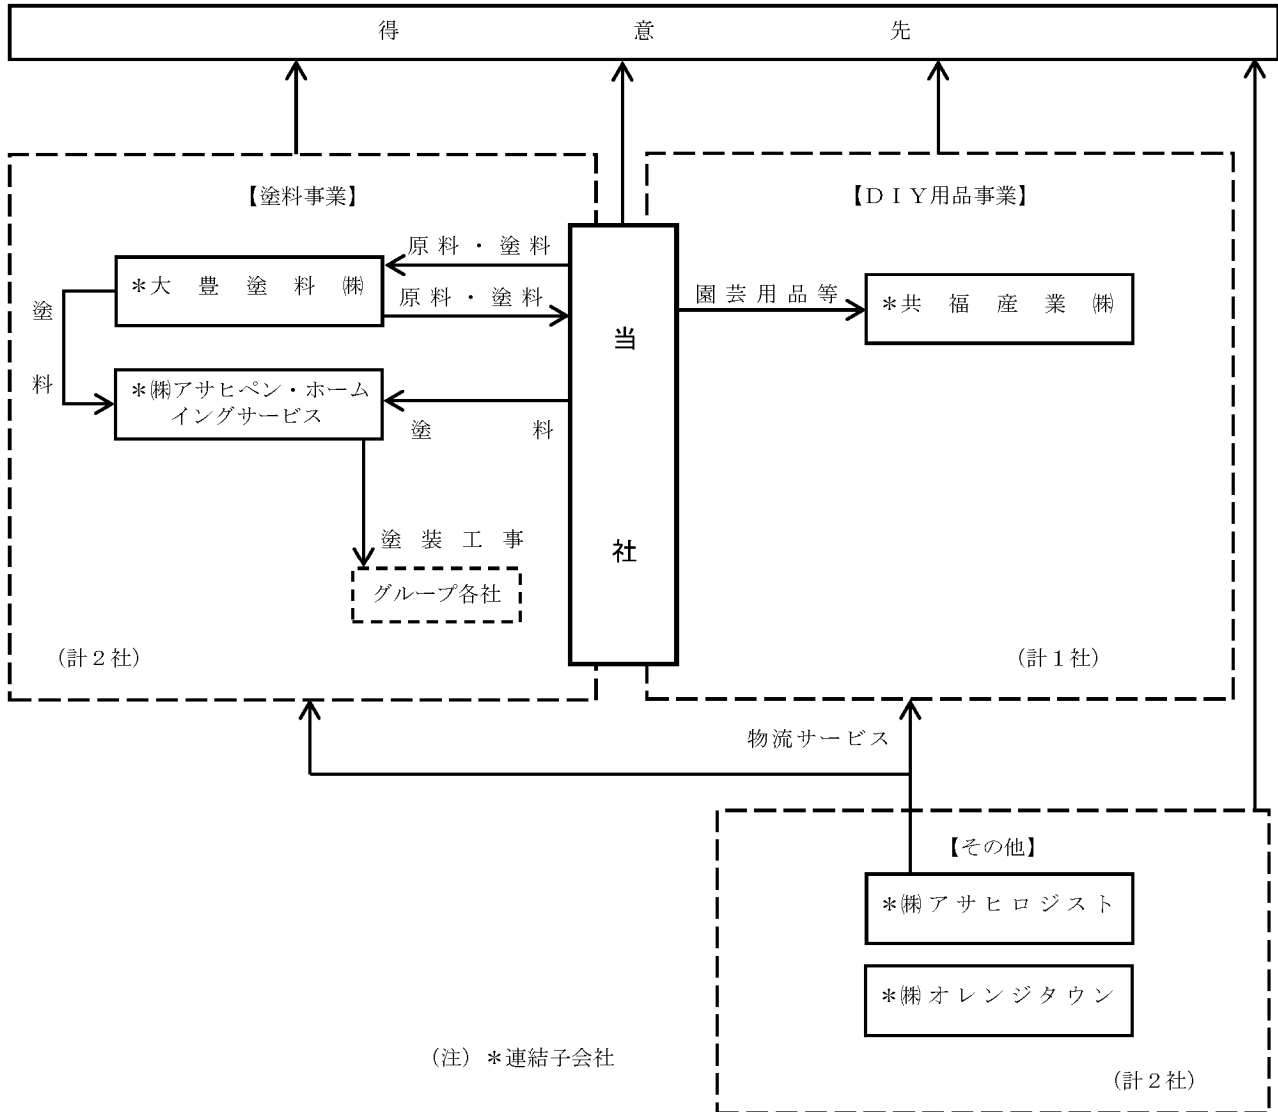 得意先
【塗料事業】
【ＤＩＹ用品事業】
原料・塗料
＊大豊塗料㈱
原料・塗料
園芸用品等
＊共福産業㈱
塗料
当社
＊㈱アサヒペン・ホーム
イングサービス
塗料
塗装工事
グループ各社
（計２社）
（計１社）
物流サービス
【その他】
＊㈱アサヒロジスト
＊㈱オレンジタウン
（注）＊連結子会社
（計２社）